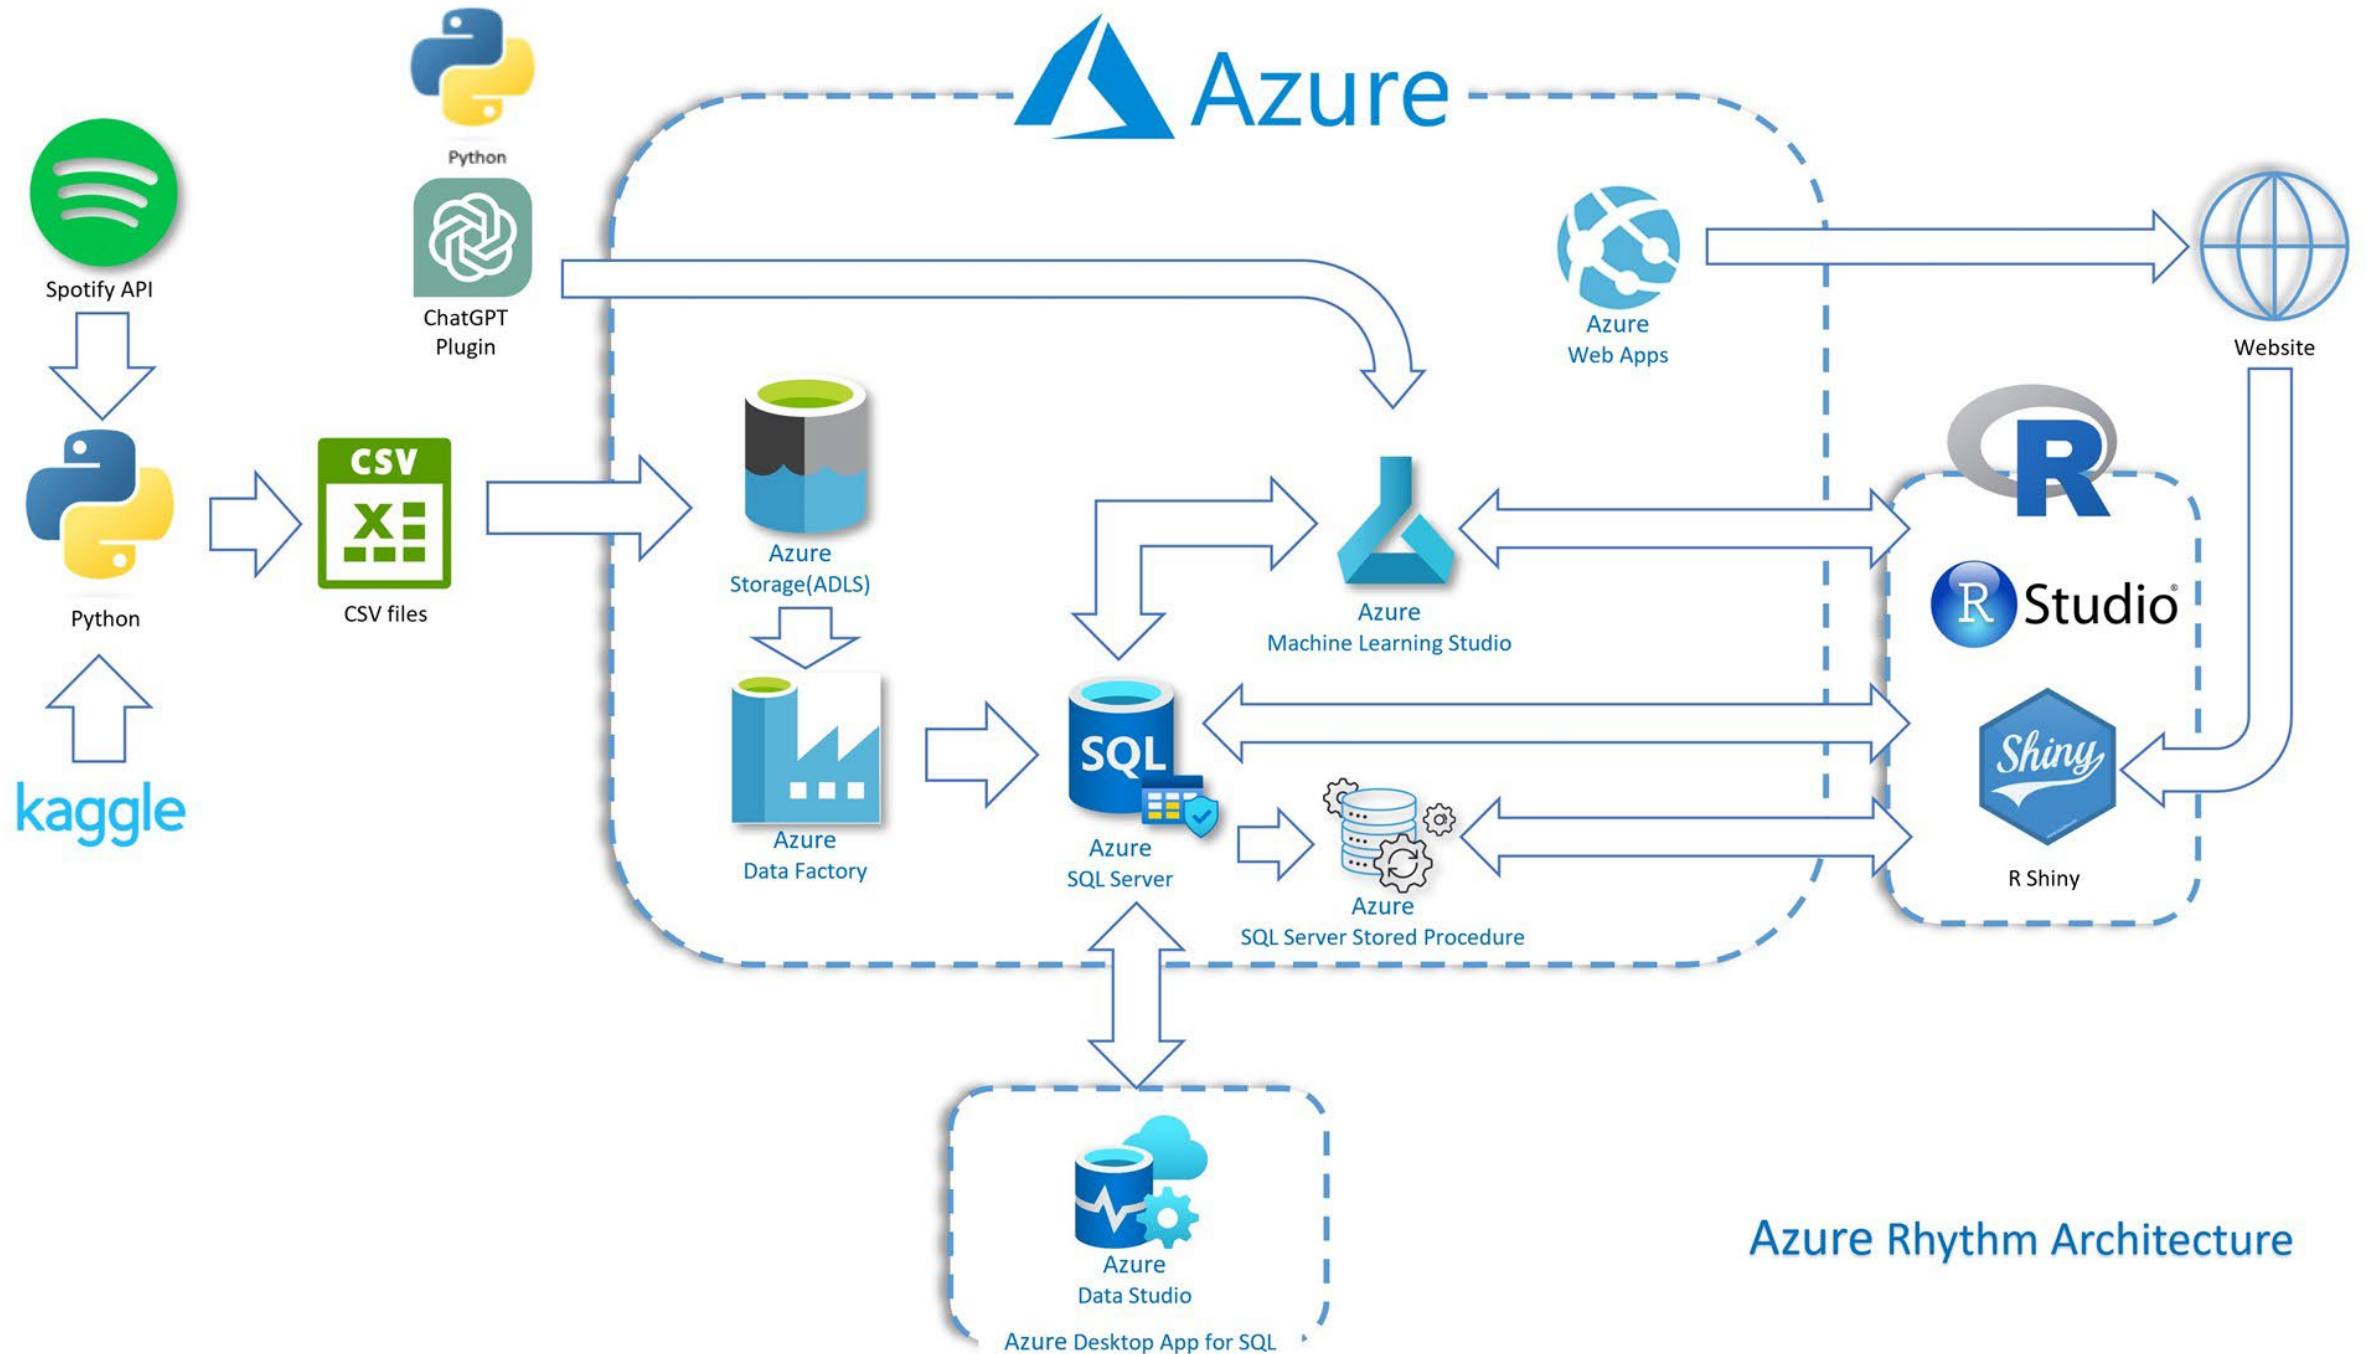 Azure
Python
Spotify API
ChatGPT
Plugin
Azure
Web Apps
Website
CSV
X
CSV files
Python
kaggle
Azure
Storage(ADLS)
Azure
Data Factory
Azure
Machine Learning Studio
SQL
Azure
SQL Server
Azure
SQL Server Stored Procedure
R
R Studio®
Shiny
R Shiny
Azure
Data Studio
Azure Desktop App for SQL
Azure Rhythm Architecture